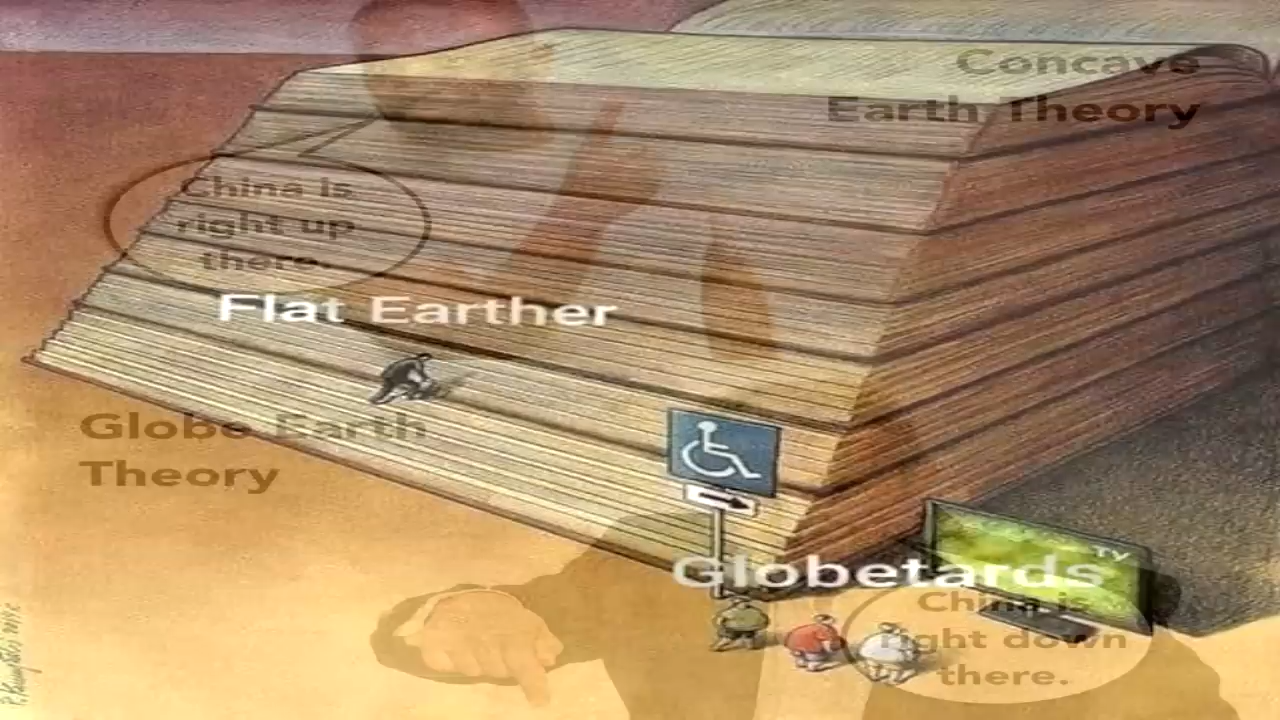 Concave
Earth Theory
China is
right up
there.
Flat Earther
Globe Earth
Theory
Globetards
TV
China is
right down
there.